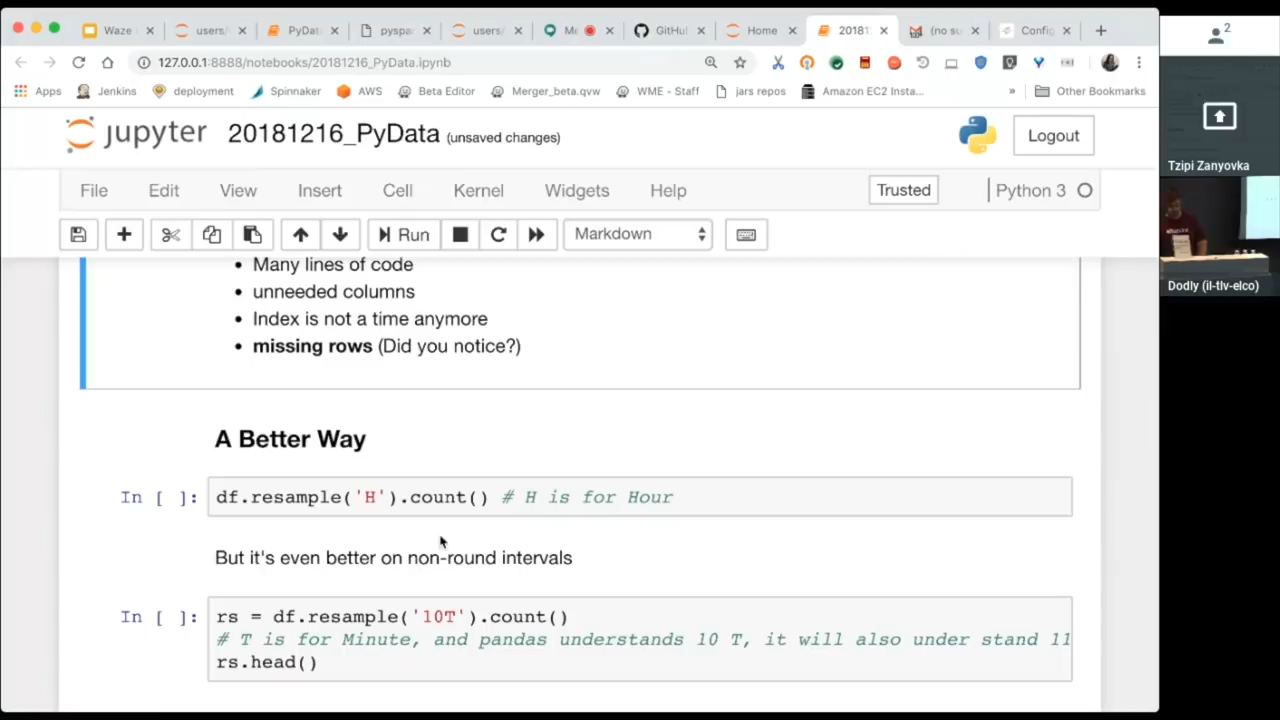 Waze
users/
PyData
pyspa
users/
Me
GitHu
Home
2018
(no su
Config
127.0.0.1:8888/notebooks/20181216_PyData.ipynb
Apps Jenkins deployment Spinnaker AWS Beta Editor Merger_beta.qvw WME - Staff jars repos Amazon EC2 Insta... » Other Bookmarks
jupyter 20181216_PyData (unsaved changes) Logout
File Edit View Insert Cell Kernel Widgets Help Trusted Python 3
Run Markdown
• Many lines of code
• unneeded columns
• Index is not a time anymore
• missing rows (Did you notice?)
A Better Way
In [ ]: df.resample('H').count() # H is for Hour
But it's even better on non-round intervals
In [ ]: rs = df.resample('10T').count()
# T is for Minute, and pandas understands 10 T, it will also under stand 11
rs.head()
2
Tzipi Zanyovka
Dodly (il-tlv-elco)